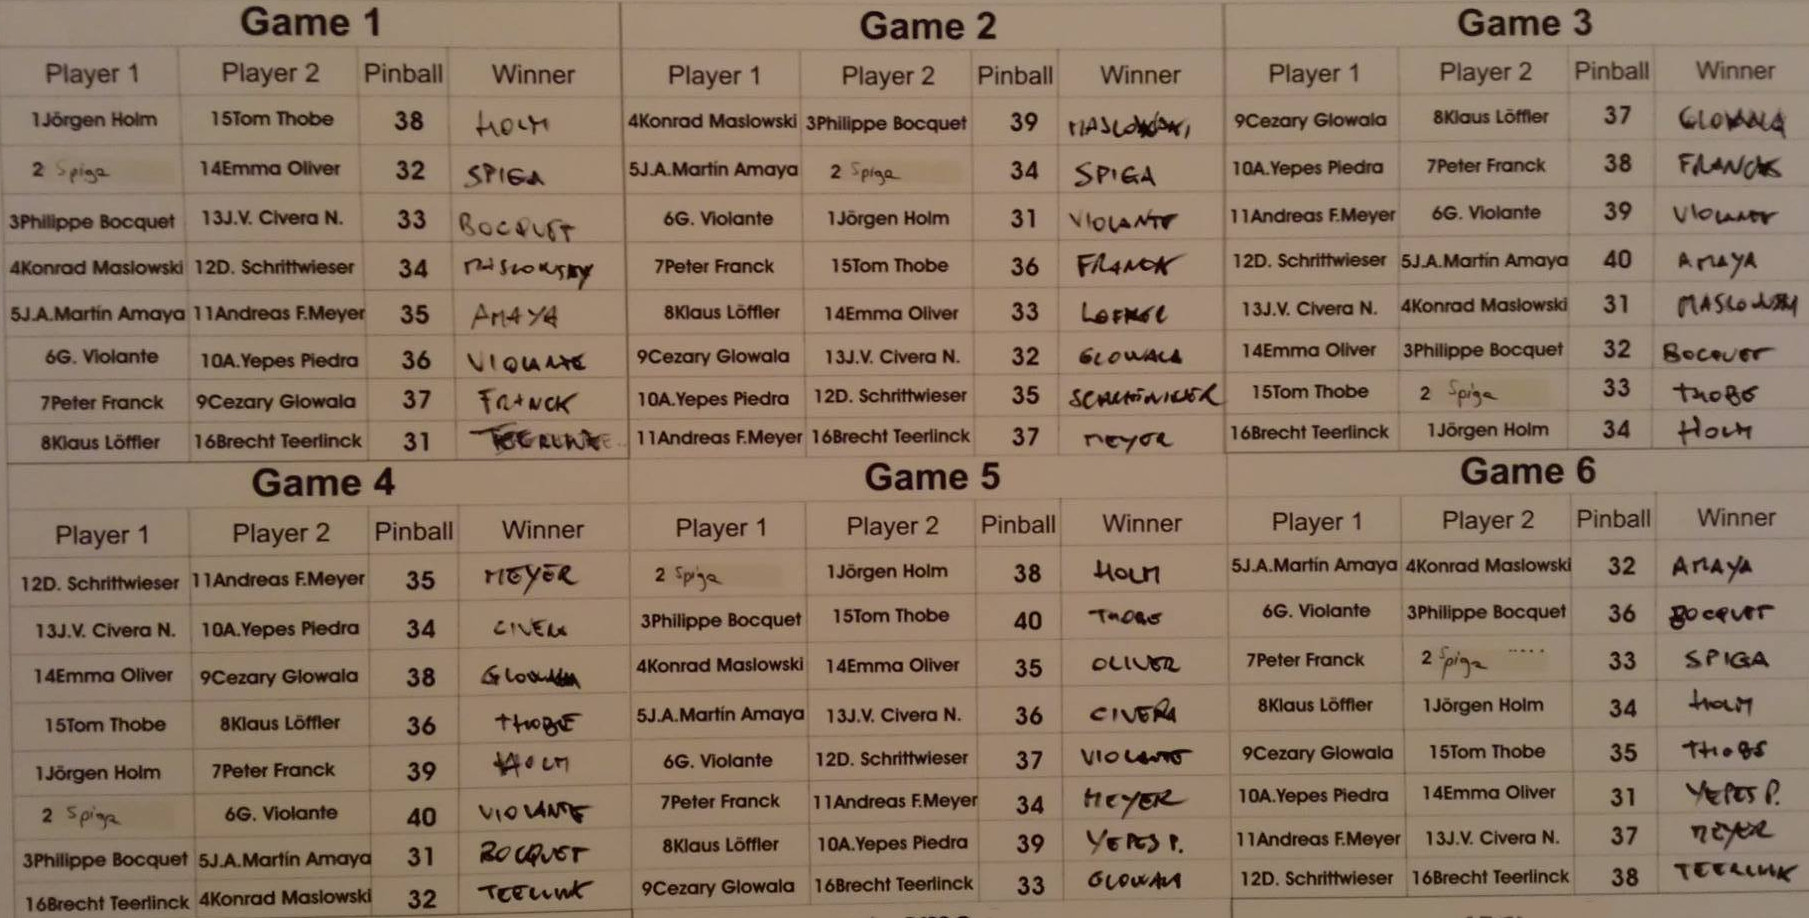 Game 1 Game 2 Game 3
Player 1 Player 2 Pinball Winner Player 1 Player 2 Pinball Winner Player 1 Player 2 Pinball Winner
1Jörgen Holm 15Tom Thobe 38 HOLM 4Konrad Maslowski 3Philippe Bocquet 39 MASLOWSKI 9Cezary Glowala 8Klaus Löffler 37 GLOWALA
2 Spiga 14Emma Oliver 32 SPIGA 5J.A.Martín Amaya 2 Spiga 34 SPIGA 10A.Yepes Piedra 7Peter Franck 38 FRANCK
3Philippe Bocquet 13J.V. Civera N. 33 BOCQUET 6G. Violante 1Jörgen Holm 31 VIOLANTE 11Andreas F.Meyer 6G. Violante 39 VIOLANTE
4Konrad Maslowski 12D. Schrittwieser 34 MASLOWSKY 7Peter Franck 15Tom Thobe 36 FRANCK 12D. Schrittwieser 5J.A.Martín Amaya 40 AMAYA
5J.A.Martín Amaya 11Andreas F.Meyer 35 AMAYA 8Klaus Löffler 14Emma Oliver 33 13J.V. Civera N. 4Konrad Maslowski 31 MASLOWSKI
6G. Violante 10A.Yepes Piedra 36 VIOLANTE 9Cezary Glowala 13J.V. Civera N. 32 GLOWALA 14Emma Oliver 3Philippe Bocquet 32 BOCQUET
7Peter Franck 9Cezary Glowala 37 FRANCK 10A.Yepes Piedra 12D. Schrittwieser 35 15Tom Thobe 2 Spiga 33 THOBE
8Klaus Löffler 16Brecht Teerlinck 31 11Andreas F.Meyer 16Brecht Teerlinck 37 MEYER 16Brecht Teerlinck 1Jörgen Holm 34 HOLM
Game 4 Game 5 Game 6
Player 1 Player 2 Pinball Winner Player 1 Player 2 Pinball Winner Player 1 Player 2 Pinball Winner
12D. Schrittwieser 11Andreas F.Meyer 35 MEYER 2 Spiga 1Jörgen Holm 38 HOLM 5J.A.Martín Amaya 4Konrad Maslowski 32 AMAYA
13J.V. Civera N. 10A.Yepes Piedra 34 CIVERA 3Philippe Bocquet 15Tom Thobe 40 THOBE 6G. Violante 3Philippe Bocquet 36 BOCQUET
14Emma Oliver 9Cezary Glowala 38 GLOWALA 4Konrad Maslowski 14Emma Oliver 35 OLIVER 7Peter Franck 2 Spiga 33 SPIGA
15Tom Thobe 8Klaus Löffler 36 THOBE 5J.A.Martín Amaya 13J.V. Civera N. 36 CIVERA 8Klaus Löffler 1Jörgen Holm 34 HOLM
1Jörgen Holm 7Peter Franck 39 HOLM 6G. Violante 12D. Schrittwieser 37 VIOLANTE 9Cezary Glowala 15Tom Thobe 35 THOBE
2 Spiga 6G. Violante 40 VIOLANTE 7Peter Franck 11Andreas F.Meyer 34 MEYER 10A.Yepes Piedra 14Emma Oliver 31 YEPES P.
3Philippe Bocquet 5J.A.Martín Amaya 31 BOCQUET 8Klaus Löffler 10A.Yepes Piedra 39 YEPES P. 11Andreas F.Meyer 13J.V. Civera N. 37 MEYER
16Brecht Teerlinck 4Konrad Maslowski 32 TEERLINK 9Cezary Glowala 16Brecht Teerlinck 33 GLOWALA 12D. Schrittwieser 16Brecht Teerlinck 38 TEERLINK